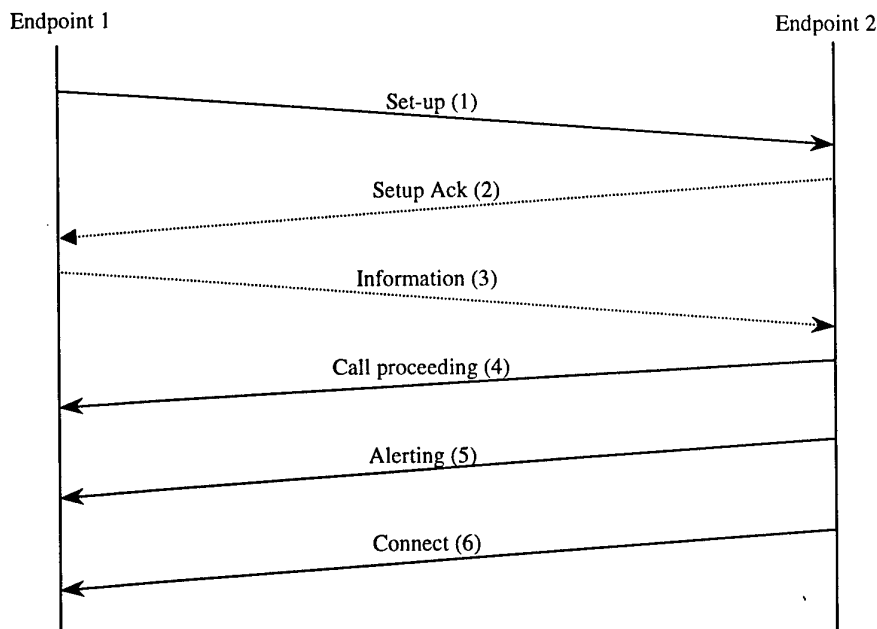 Endpoint 1
Endpoint 2
Set-up (1)
Setup Ack (2)
Information (3)
Call proceeding (4)
Alerting (5)
Connect (6)